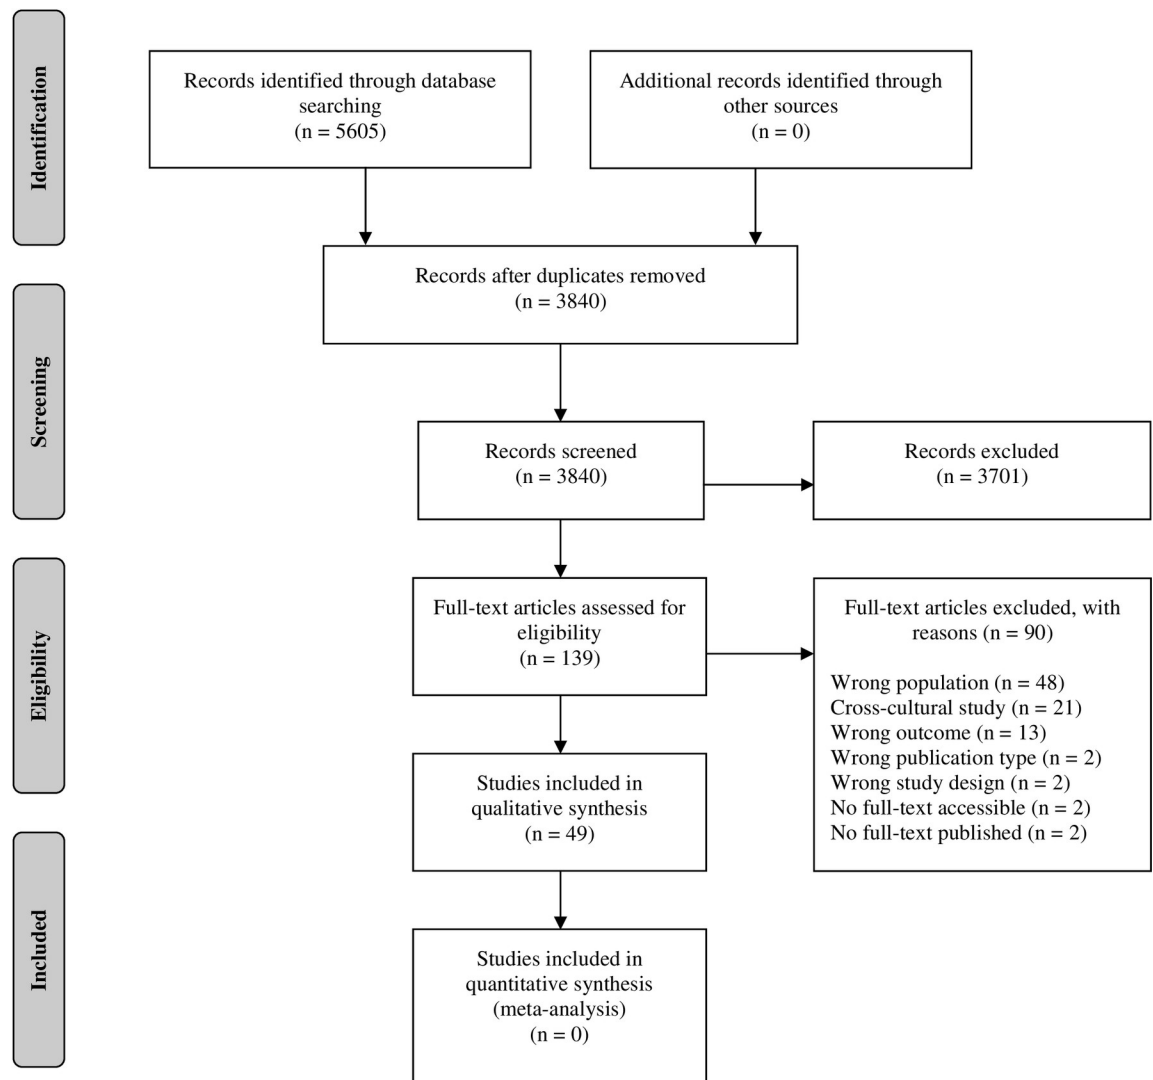 Identification
Records identified through database
searching
(n = 5605)
Additional records identified through
other sources
(n = 0)
Records after duplicates removed
(n = 3840)
Screening
Records screened
(n = 3840)
Records excluded
(n = 3701)
Eligibility
Full-text articles assessed for
eligibility
(n = 139)
Full-text articles excluded, with
reasons (n = 90)
Wrong population (n = 48)
Cross-cultural study (n = 21)
Wrong outcome (n = 13)
Wrong publication type (n = 2)
Wrong study design (n = 2)
No full-text accessible (n = 2)
No full-text published (n = 2)
Studies included in
qualitative synthesis
(n = 49)
Included
Studies included in
quantitative synthesis
(meta-analysis)
(n = 0)